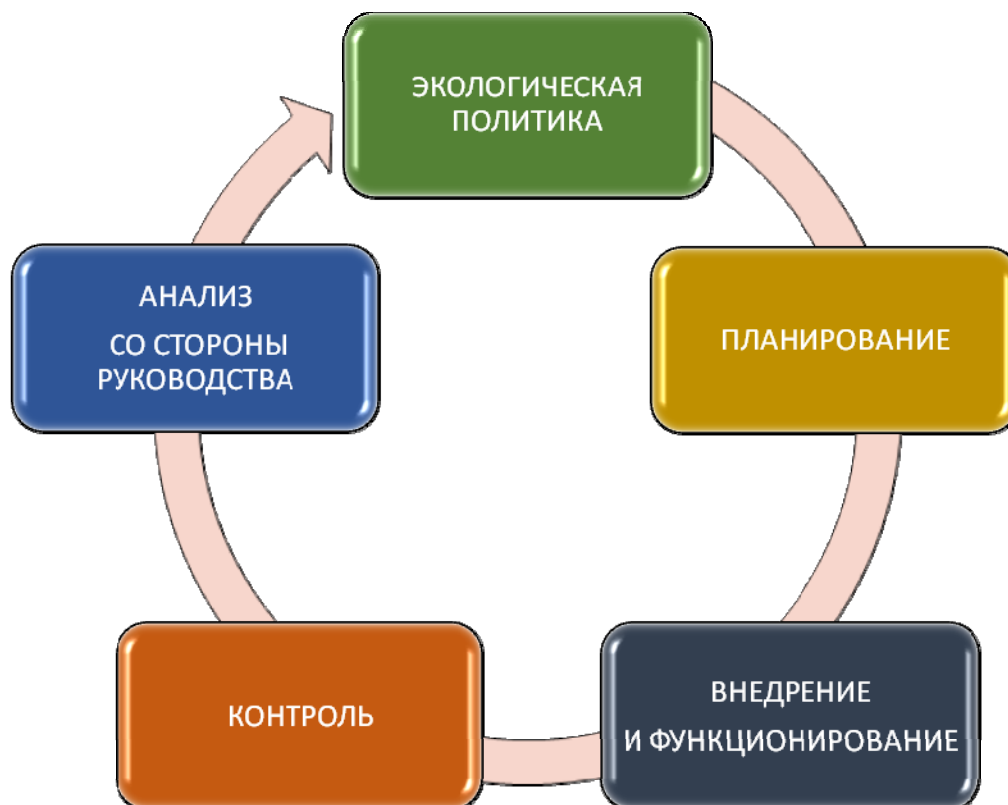 ЭКОЛОГИЧЕСКАЯ
ПОЛИТИКА
ПЛАНИРОВАНИЕ
ВНЕДРЕНИЕ
И ФУНКЦИОНИРОВАНИЕ
КОНТРОЛЬ
АНАЛИЗ
СО СТОРОНЫ
РУКОВОДСТВА